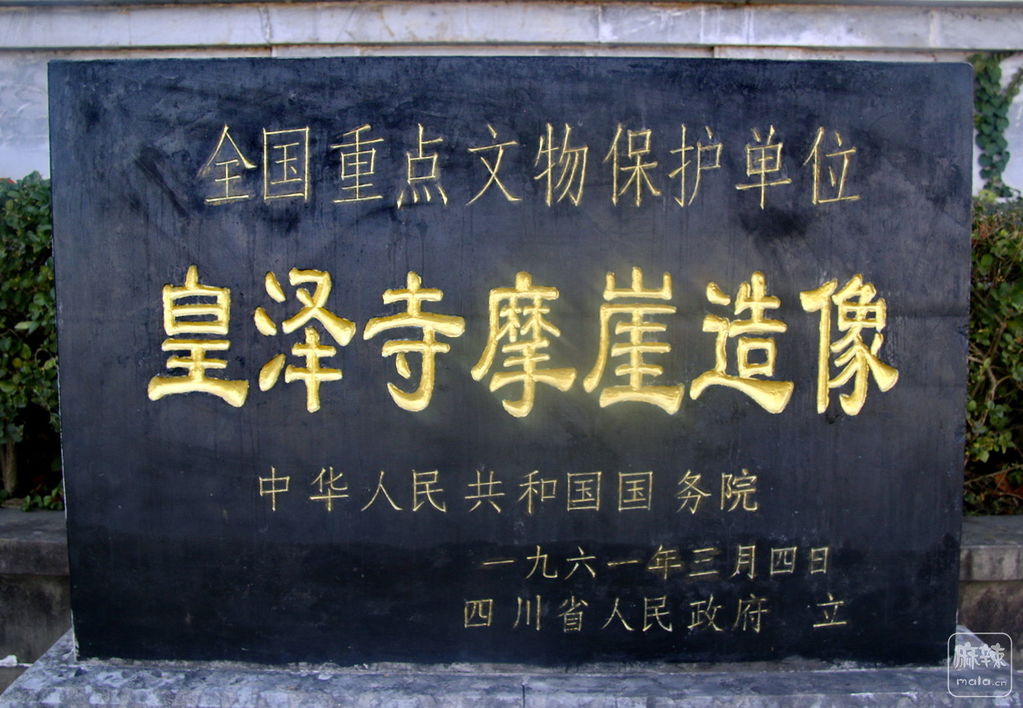 全国重点文物保护单位
皇泽寺摩崖造像
中华人民共和国国务院
一九六一年三月四日
四川省人民政府 立
麻辣
mala.cn